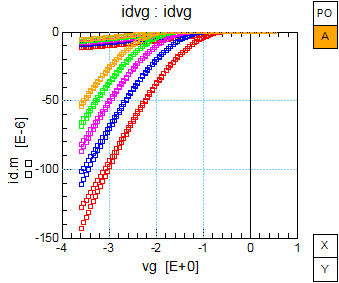 idvg : idvg
PO
A
0
-50
-100
-150
id.m [E-6]
-4
-3
-2
-1
0
1
vg [E+0]
X
Y